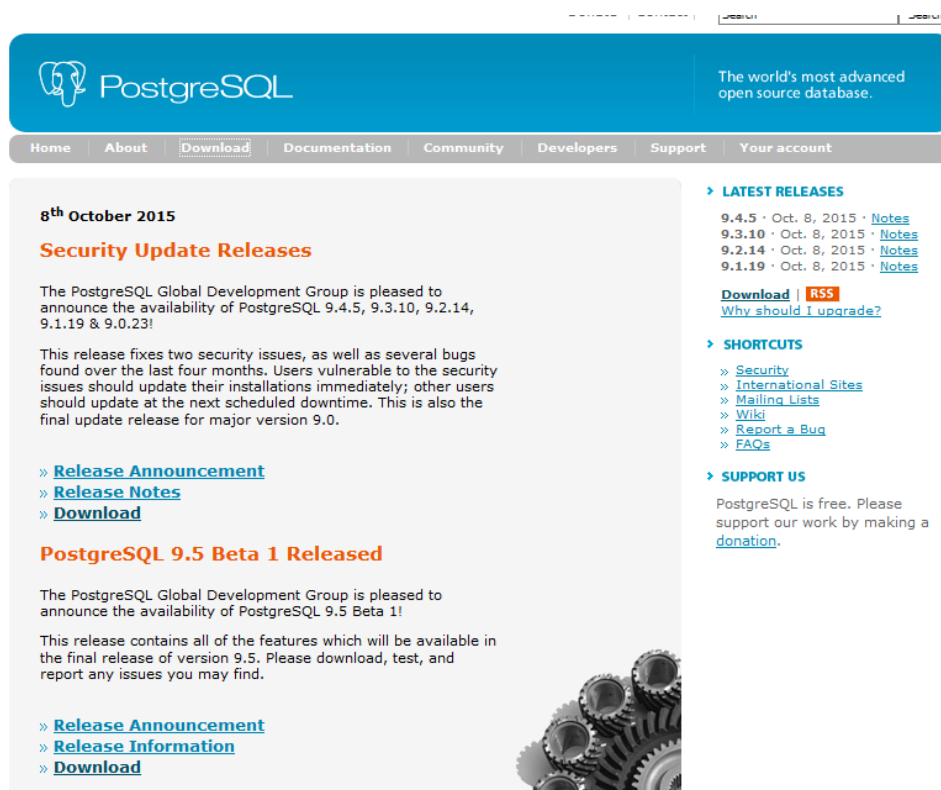 Search
PostgreSQL
The world's most advanced
open source database.
Home About Download Documentation Community Developers Support Your account
8th October 2015
Security Update Releases
The PostgreSQL Global Development Group is pleased to
announce the availability of PostgreSQL 9.4.5, 9.3.10, 9.2.14,
9.1.19 & 9.0.23!
This release fixes two security issues, as well as several bugs
found over the last four months. Users vulnerable to the security
issues should update their installations immediately; other users
should update at the next scheduled downtime. This is also the
final update release for major version 9.0.
» Release Announcement
» Release Notes
» Download
PostgreSQL 9.5 Beta 1 Released
The PostgreSQL Global Development Group is pleased to
announce the availability of PostgreSQL 9.5 Beta 1!
This release contains all of the features which will be available in
the final release of version 9.5. Please download, test, and
report any issues you may find.
» Release Announcement
» Release Information
» Download
LATEST RELEASES
9.4.5 · Oct. 8, 2015 · Notes
9.3.10 · Oct. 8, 2015 · Notes
9.2.14 · Oct. 8, 2015 · Notes
9.1.19 · Oct. 8, 2015 · Notes
Download | RSS
Why should I upgrade?
SHORTCUTS
» Security
» International Sites
» Mailing Lists
» Wiki
» Report a Bug
» FAQs
SUPPORT US
PostgreSQL is free. Please
support our work by making a
donation.